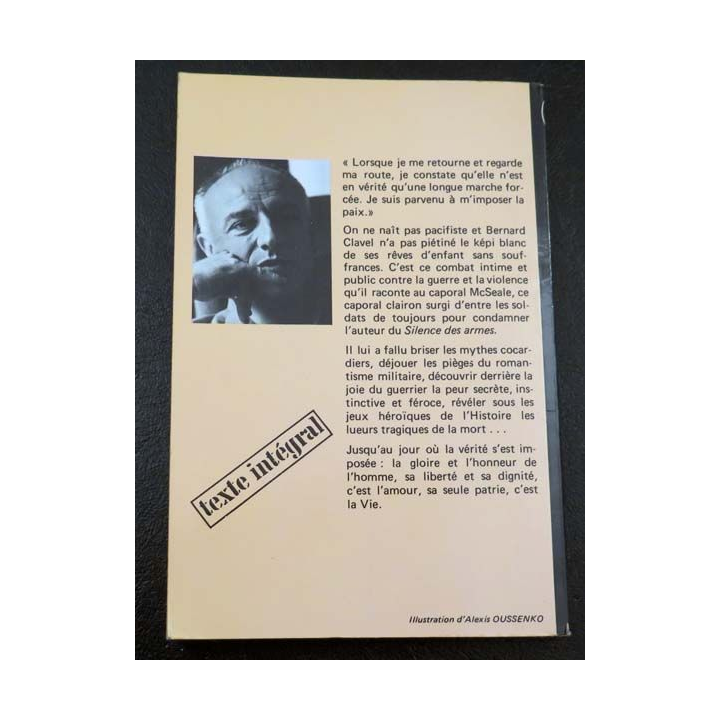 « Lorsque je me retourne et regarde
ma route, je constate qu'elle n'est
en vérité qu'une longue marche for-
cée. Je suis parvenu à m'imposer la
paix.»
On ne naît pas pacifiste et Bernard
Clavel n'a pas piétiné le képi blanc
de ses rêves d'enfant sans souf-
frances. C'est ce combat intime et
public contre la guerre et la violence
qu'il raconte au caporal McSeale, ce
caporal clairon surgi d'entre les sol-
dats de toujours pour condamner
l'auteur du Silence des armes.
Il lui a fallu briser les mythes cocar-
diers, déjouer les pièges du roman-
tisme militaire, découvrir derrière la
joie du guerrier la peur secrète, ins-
tinctive et féroce, révéler sous les
jeux héroïques de l'Histoire les
lueurs tragiques de la mort . . .
Jusqu'au jour où la vérité s'est im-
posée : la gloire et l'honneur de
l'homme, sa liberté et sa dignité,
c'est l'amour, sa seule patrie, c'est
la Vie.
texte intégral
Illustration d'Alexis OUSSENKO